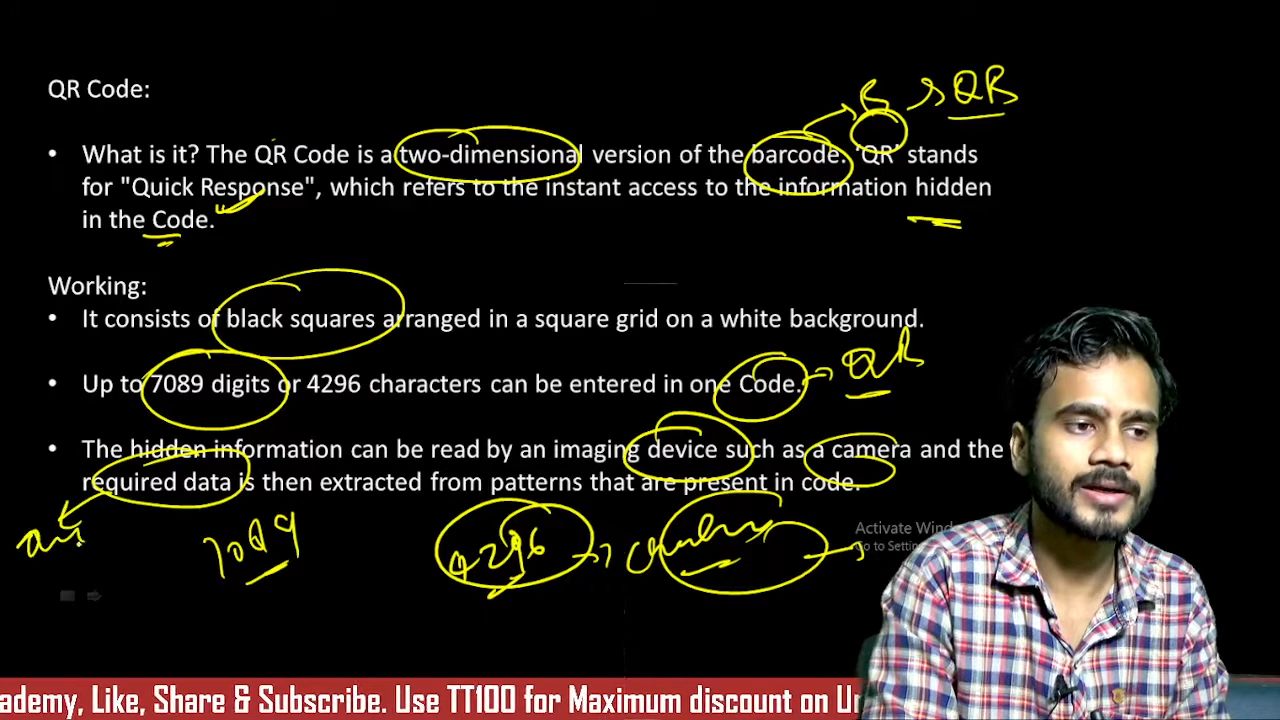 QR Code:
B QR
• What is it? The QR Code is a two-dimensional version of the barcode. 'QR' stands
for "Quick Response", which refers to the instant access to the information hidden
in the Code.
Working:
• It consists of black squares arranged in a square grid on a white background.
QR
• Up to 7089 digits or 4296 characters can be entered in one Code.
• The hidden information can be read by an imaging device such as a camera and the
required data is then extracted from patterns that are present in code.
7089 4296
Activate Wind
Go to Setting
ademy, Like, Share & Subscribe. Use TT100 for Maximum discount on Un